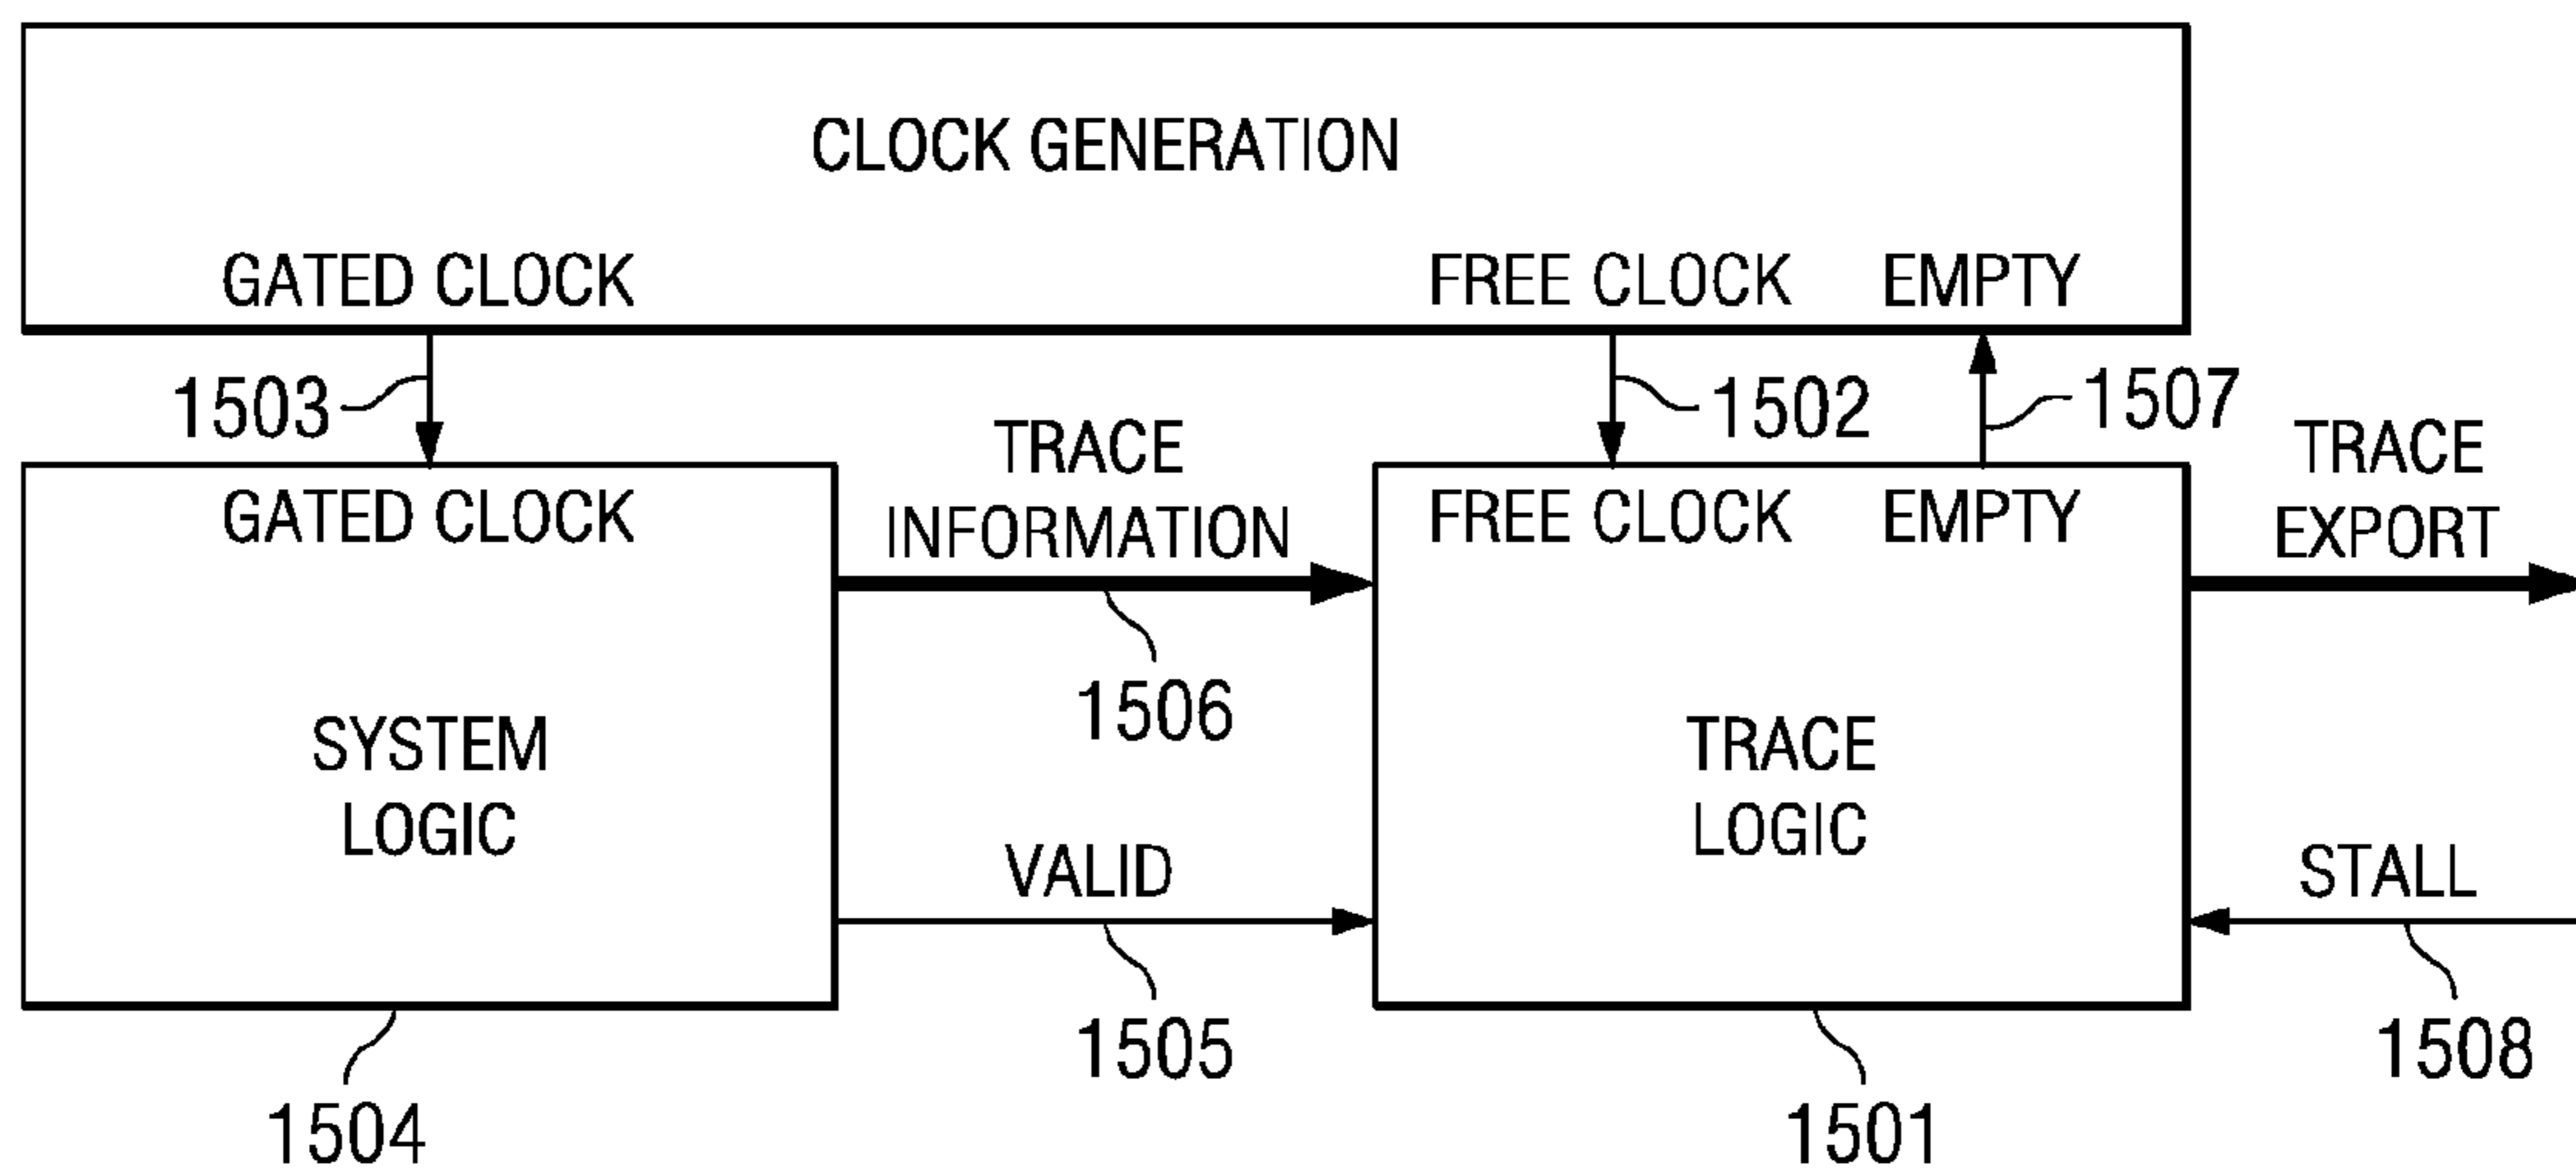 CLOCK GENERATION
GATED CLOCK
FREE CLOCK
EMPTY
1503
1502
1507
TRACE
INFORMATION
TRACE
EXPORT
GATED CLOCK
FREE CLOCK
EMPTY
1506
SYSTEM
LOGIC
TRACE
LOGIC
VALID
STALL
1505
1508
1504
1501